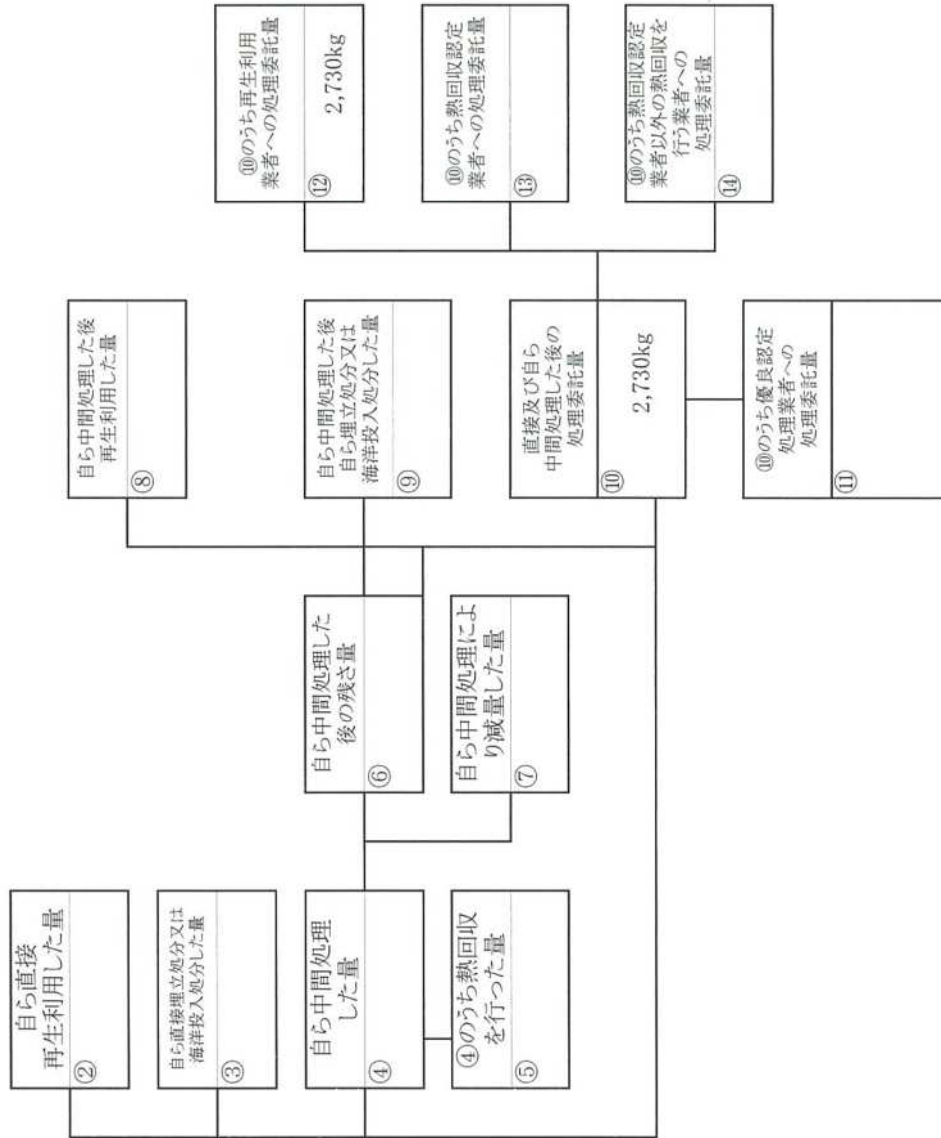 自ら直接
再生利用した量
②
自ら直接埋立処分又は
海洋投入処分した量
③
自ら中間処理
した量
④
④のうち熱回収
を行った量
⑤
自ら中間処理した
後の残さ量
⑥
自ら中間処理によ
り減量した量
⑦
自ら中間処理した後
再生利用した量
⑧
自ら中間処理した後
自ら埋立処分又は
海洋投入処分した量
⑨
直接及び自ら
中間処理した後の
処理委託量
⑩
2,730kg
⑩のうち優良認定
処理業者への
処理委託量
⑪
⑩のうち再生利用
業者への処理委託量
⑫
2,730kg
⑩のうち熱回収認定
業者への処理委託量
⑬
⑩のうち熱回収認定
業者以外の熱回収を
行う業者への
処理委託量
⑭